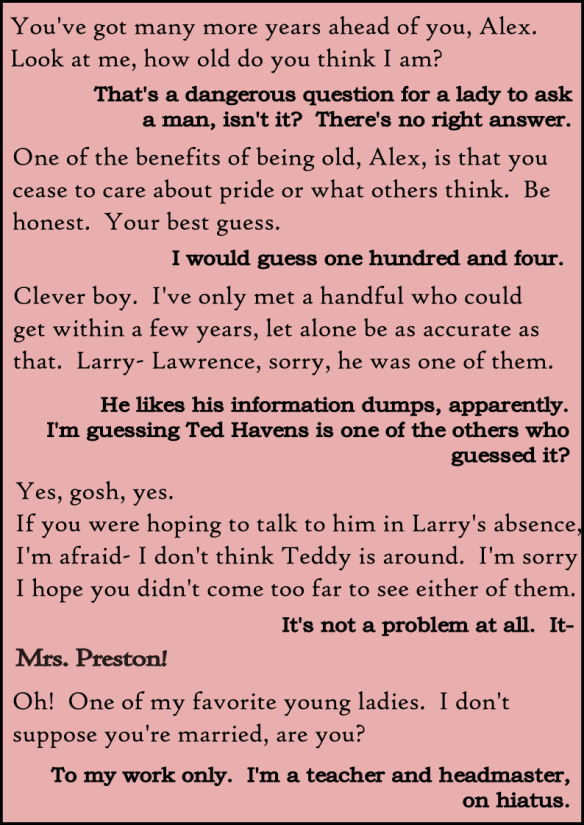 You've got many more years ahead of you, Alex.
Look at me, how old do you think I am?
That's a dangerous question for a lady to ask
a man, isn't it?  There's no right answer.
One of the benefits of being old, Alex, is that you
cease to care about pride or what others think.  Be
honest.  Your best guess.
I would guess one hundred and four.
Clever boy.  I've only met a handful who could
get within a few years, let alone be as accurate as
that.  Larry- Lawrence, sorry, he was one of them.
He likes his information dumps, apparently.
I'm guessing Ted Havens is one of the others who
guessed it?
Yes, gosh, yes.
If you were hoping to talk to him in Larry's absence,
I'm afraid- I don't think Teddy is around.  I'm sorry
I hope you didn't come too far to see either of them.
It's not a problem at all.  It-
Mrs. Preston!
Oh!  One of my favorite young ladies.  I don't
suppose you're married, are you?
To my work only.  I'm a teacher and headmaster,
on hiatus.